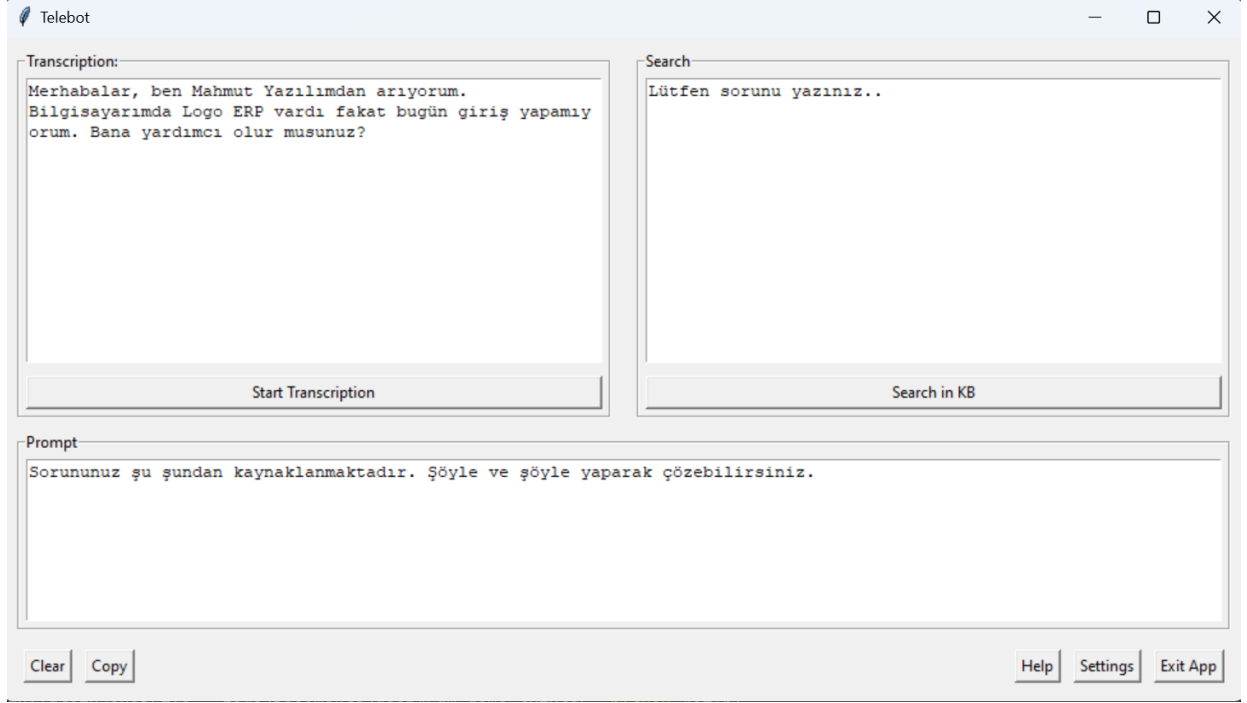 Telebot
Transcription:
Merhabalar, ben Mahmut Yazılımdan arıyorum.
Bilgisayarımda Logo ERP vardı fakat bugün giriş yapamıy
orum. Bana yardımcı olur musunuz?
Start Transcription
Search
Lütfen sorunu yazınız..
Search in KB
Prompt
Sorununuz şu şundan kaynaklanmaktadır. Şöyle ve şöyle yaparak çözebilirsiniz.
Clear
Copy
Help
Settings
Exit App